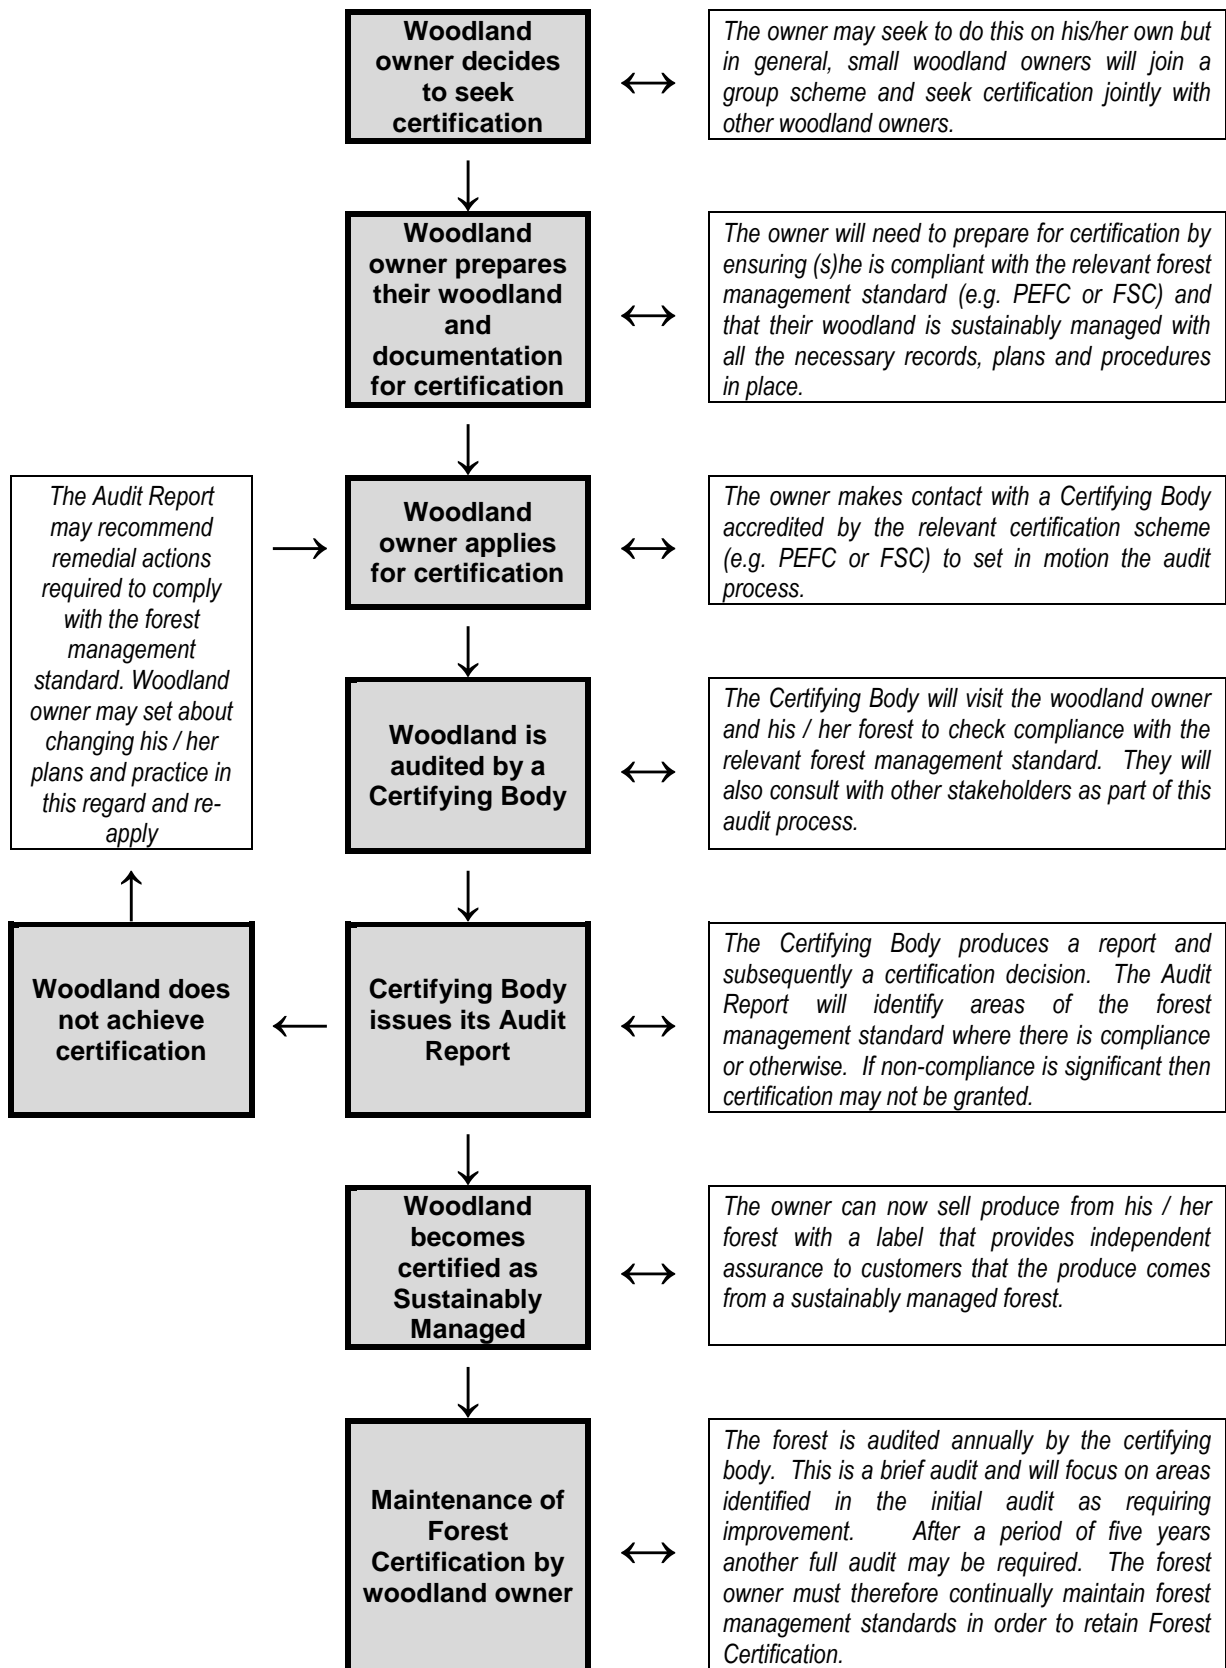 Woodland
owner decides
to seek
certification
The owner may seek to do this on his/her own but
in general, small woodland owners will join a
group scheme and seek certification jointly with
other woodland owners.
Woodland
owner prepares
their woodland
and
documentation
for certification
The owner will need to prepare for certification by
ensuring (s)he is compliant with the relevant forest
management standard (e.g. PEFC or FSC) and
that their woodland is sustainably managed with
all the necessary records, plans and procedures
in place.
The Audit Report
may recommend
remedial actions
required to comply
with the forest
management
standard. Woodland
owner may set about
changing his / her
plans and practice in
this regard and re-
apply
Woodland
owner applies
for certification
The owner makes contact with a Certifying Body
accredited by the relevant certification scheme
(e.g. PEFC or FSC) to set in motion the audit
process.
Woodland is
audited by a
Certifying Body
The Certifying Body will visit the woodland owner
and his / her forest to check compliance with the
relevant forest management standard. They will
also consult with other stakeholders as part of this
audit process.
Woodland does
not achieve
certification
Certifying Body
issues its Audit
Report
The Certifying Body produces a report and
subsequently a certification decision. The Audit
Report will identify areas of the forest
management standard where there is compliance
or otherwise. If non-compliance is significant then
certification may not be granted.
Woodland
becomes
certified as
Sustainably
Managed
The owner can now sell produce from his / her
forest with a label that provides independent
assurance to customers that the produce comes
from a sustainably managed forest.
Maintenance of
Forest
Certification by
woodland owner
The forest is audited annually by the certifying
body. This is a brief audit and will focus on areas
identified in the initial audit as requiring
improvement. After a period of five years
another full audit may be required. The forest
owner must therefore continually maintain forest
management standards in order to retain Forest
Certification.